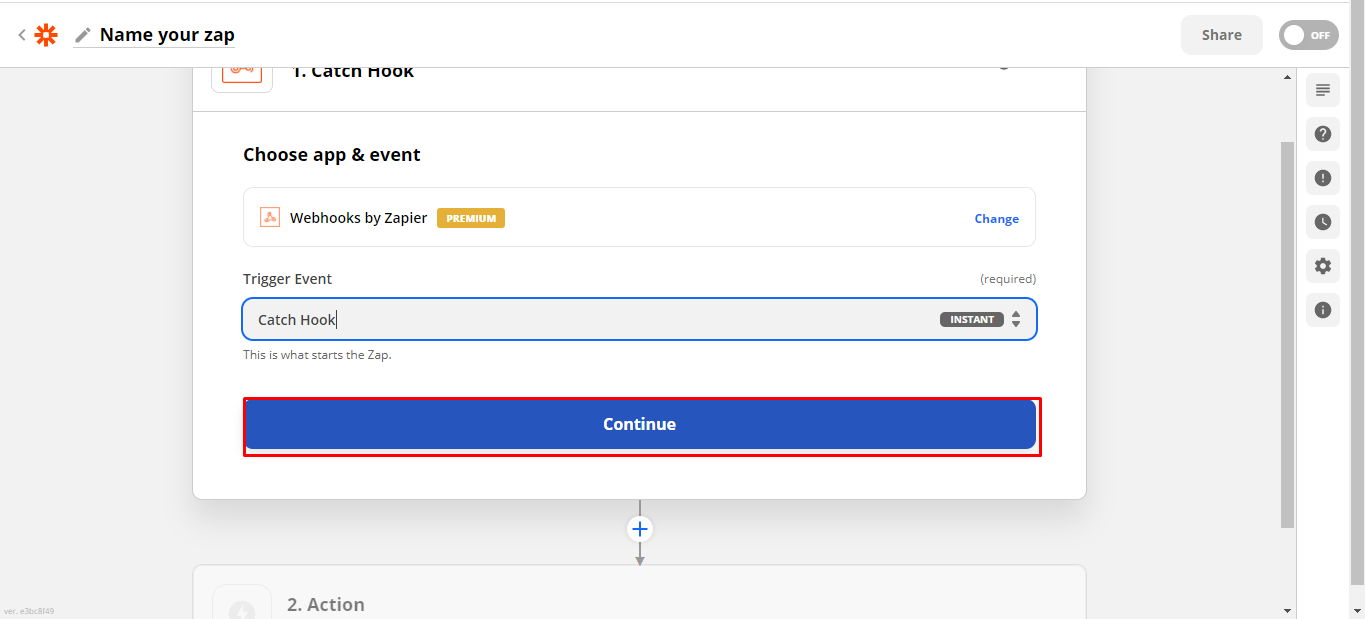 Name your zap
Share
OFF
1. Catch Hook
Choose app & event
Webhooks by Zapier PREMIUM
Change
Trigger Event
(required)
Catch Hook
INSTANT
This is what starts the Zap.
Continue
2. Action
ver. e3bc8f49